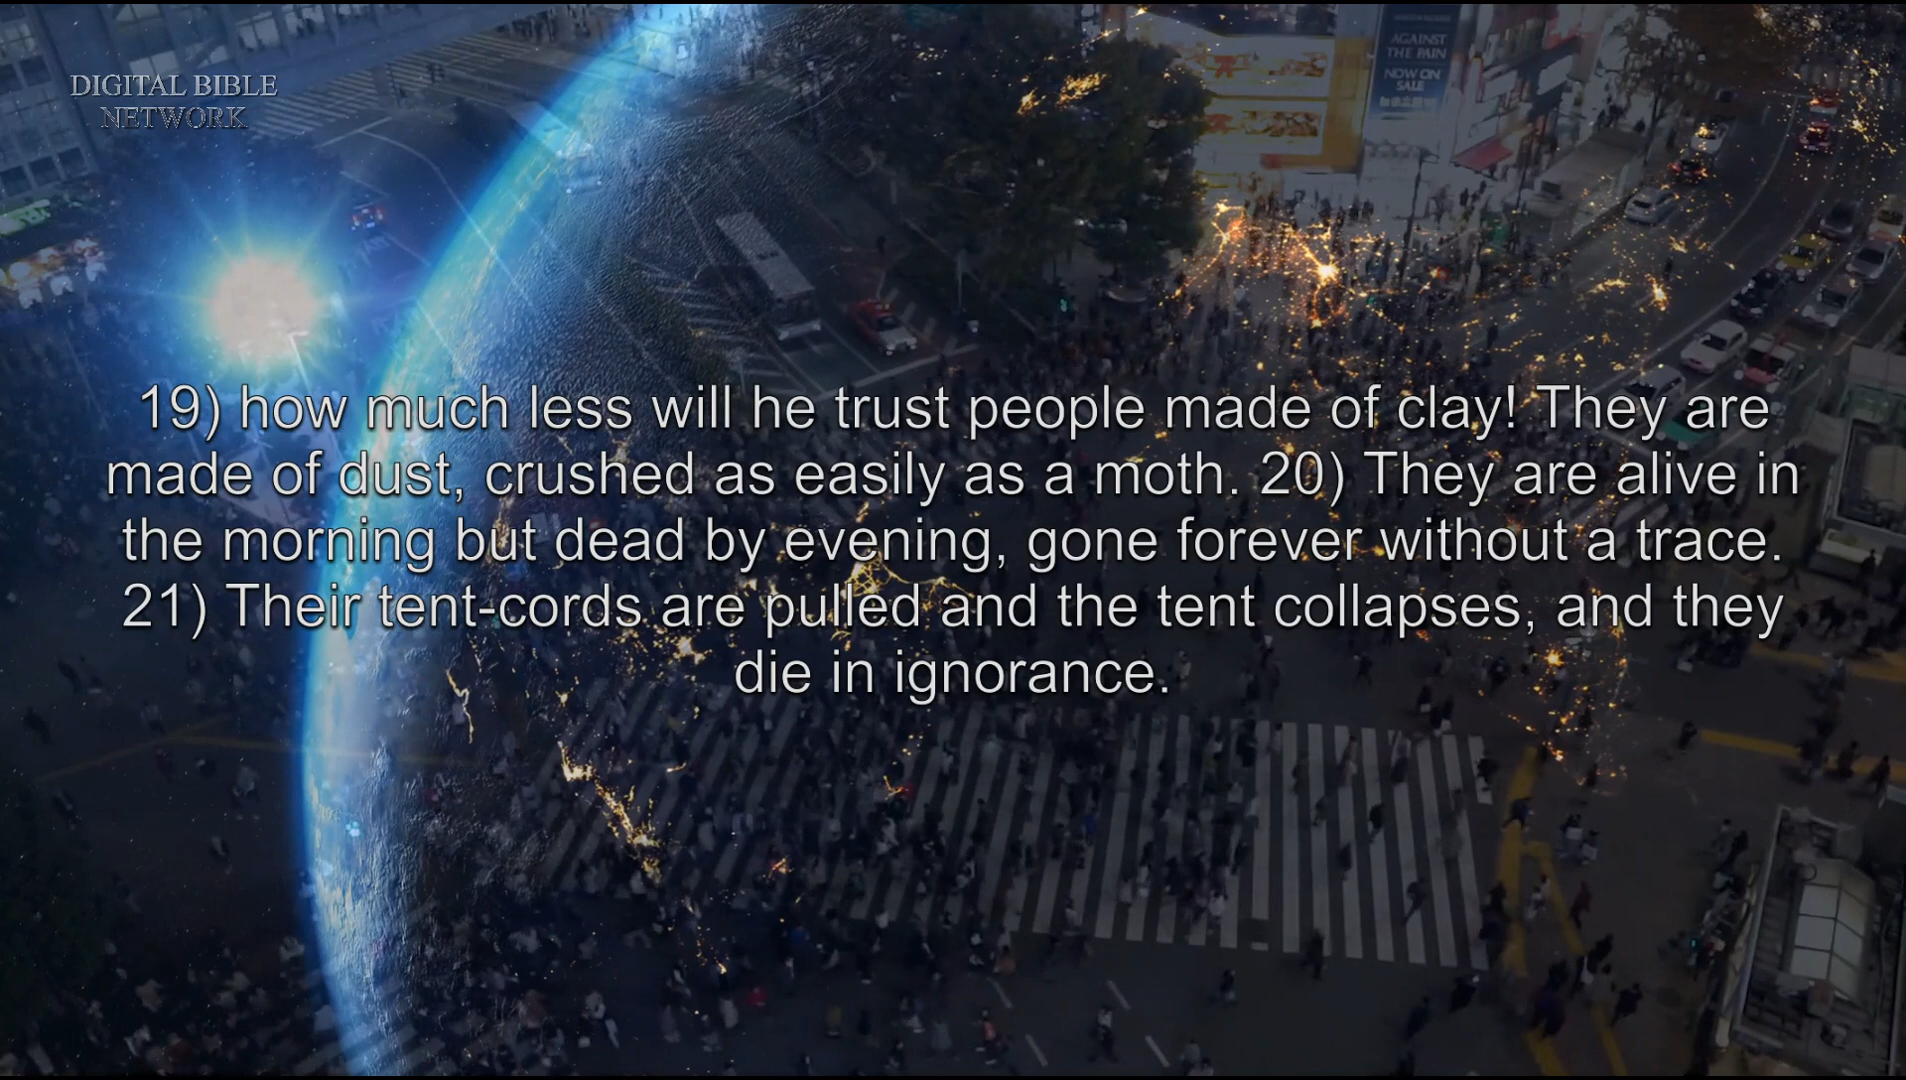 DIGITAL BIBLE
NETWORK
AGAINST
THE PAIN
NOW ON
SALE
19) how much less will he trust people made of clay! They are
made of dust, crushed as easily as a moth. 20) They are alive in
the morning but dead by evening, gone forever without a trace.
21) Their tent-cords are pulled and the tent collapses, and they
die in ignorance.